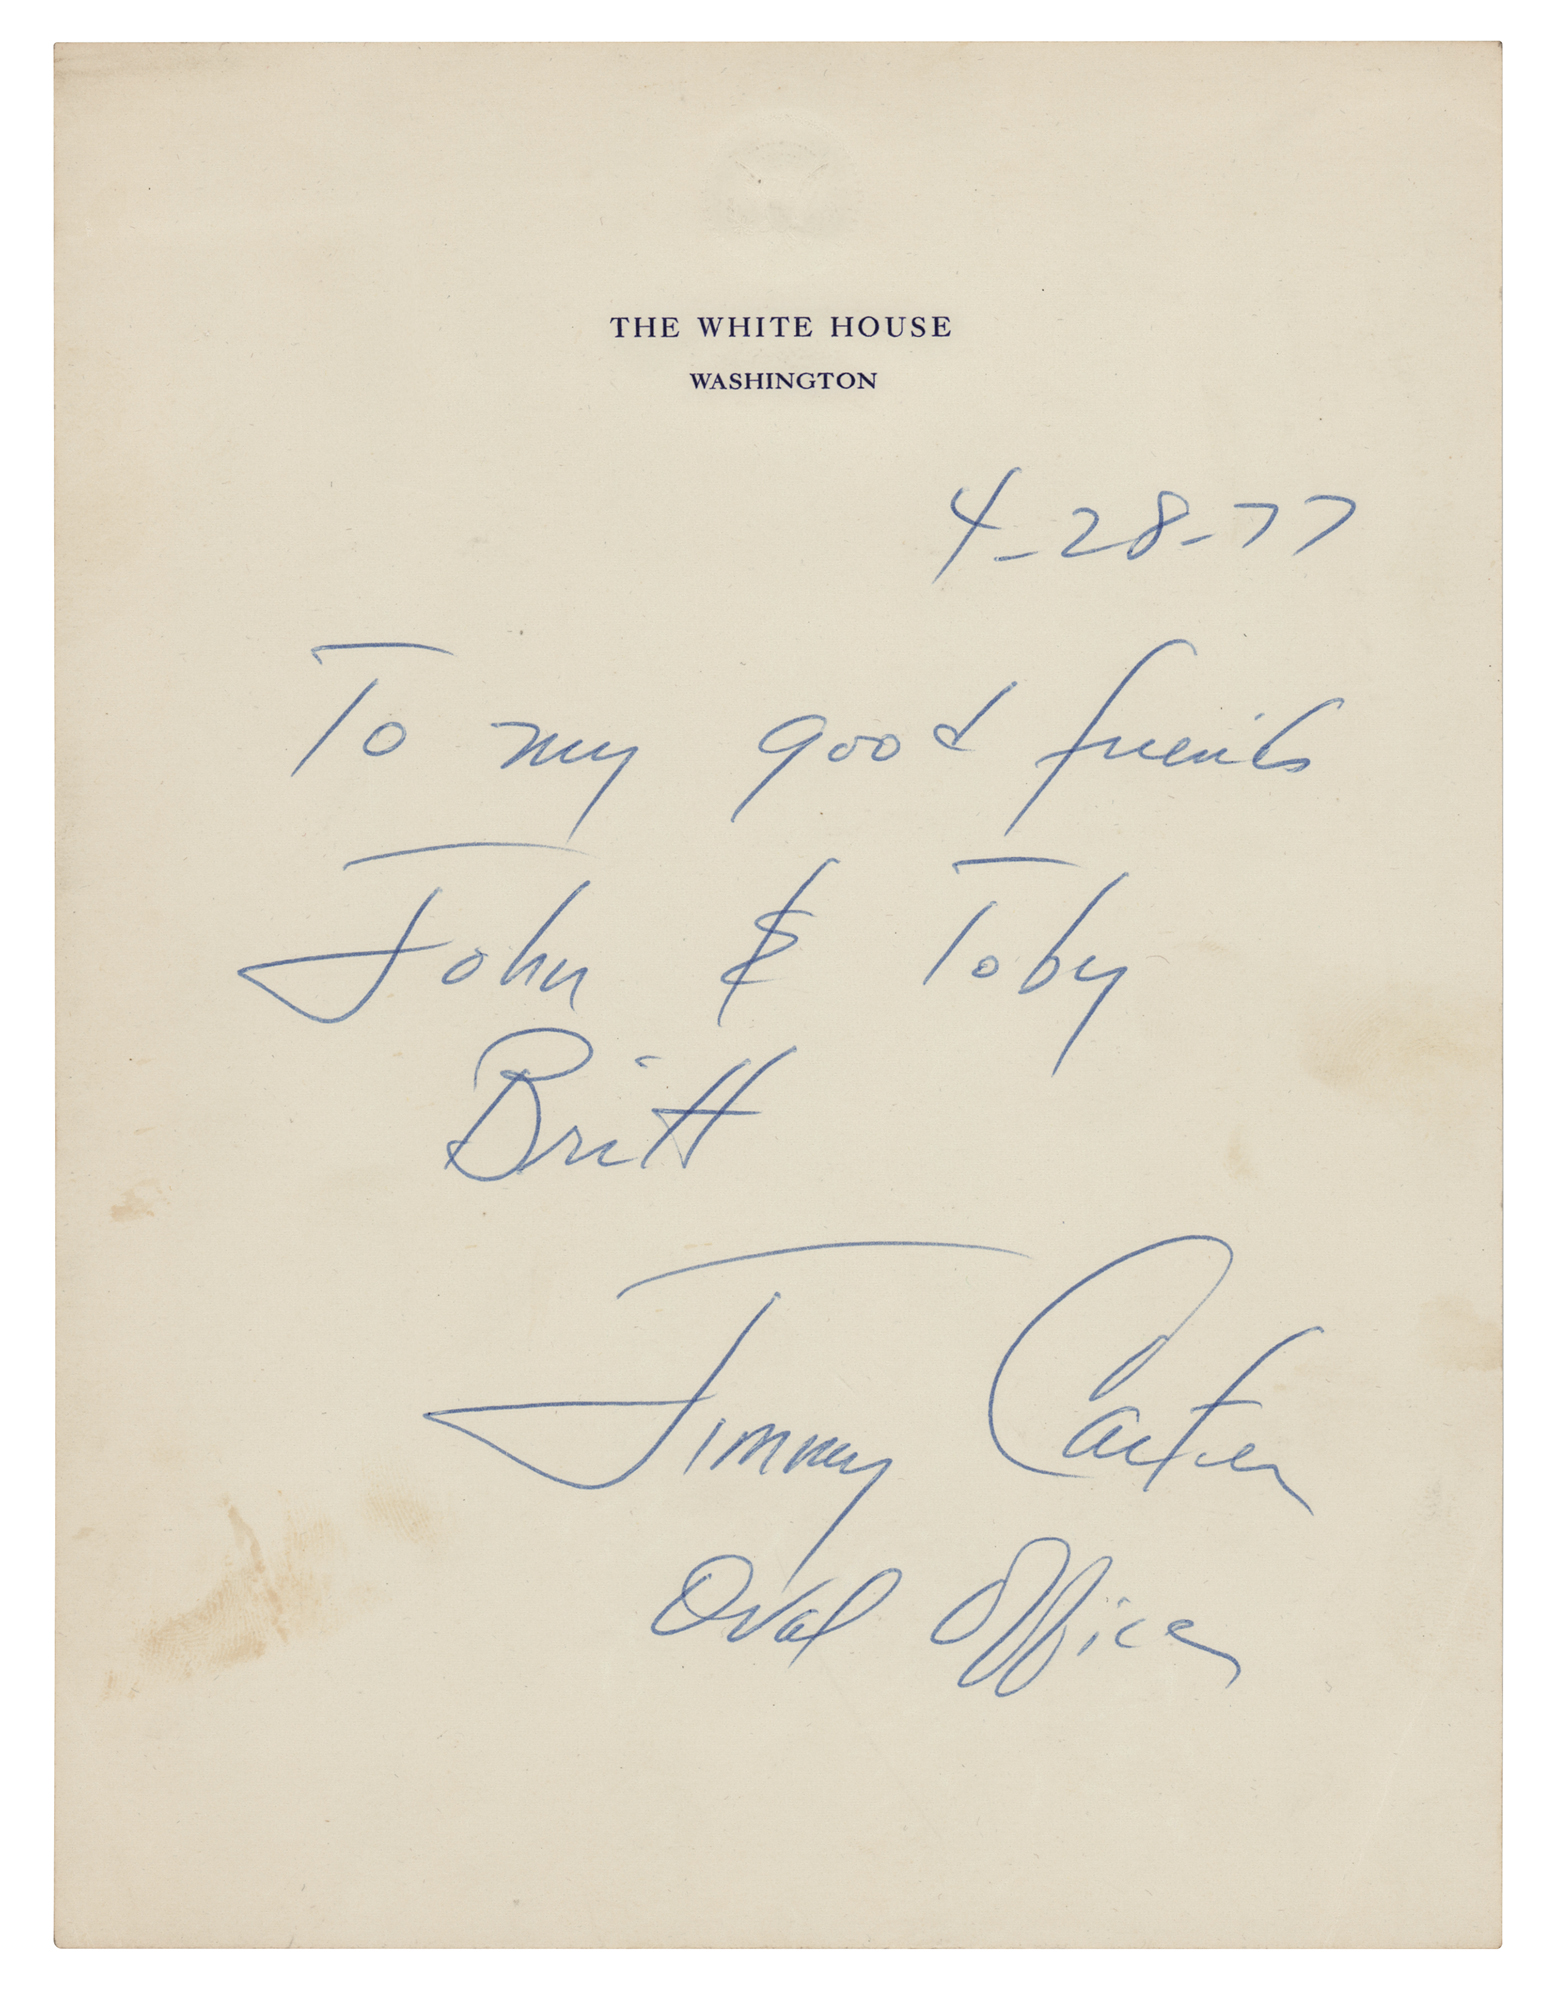 THE WHITE HOUSE
WASHINGTON
4-28-77
To my good friends
John & Toby
Britt
Jimmy Carter
Oval Office